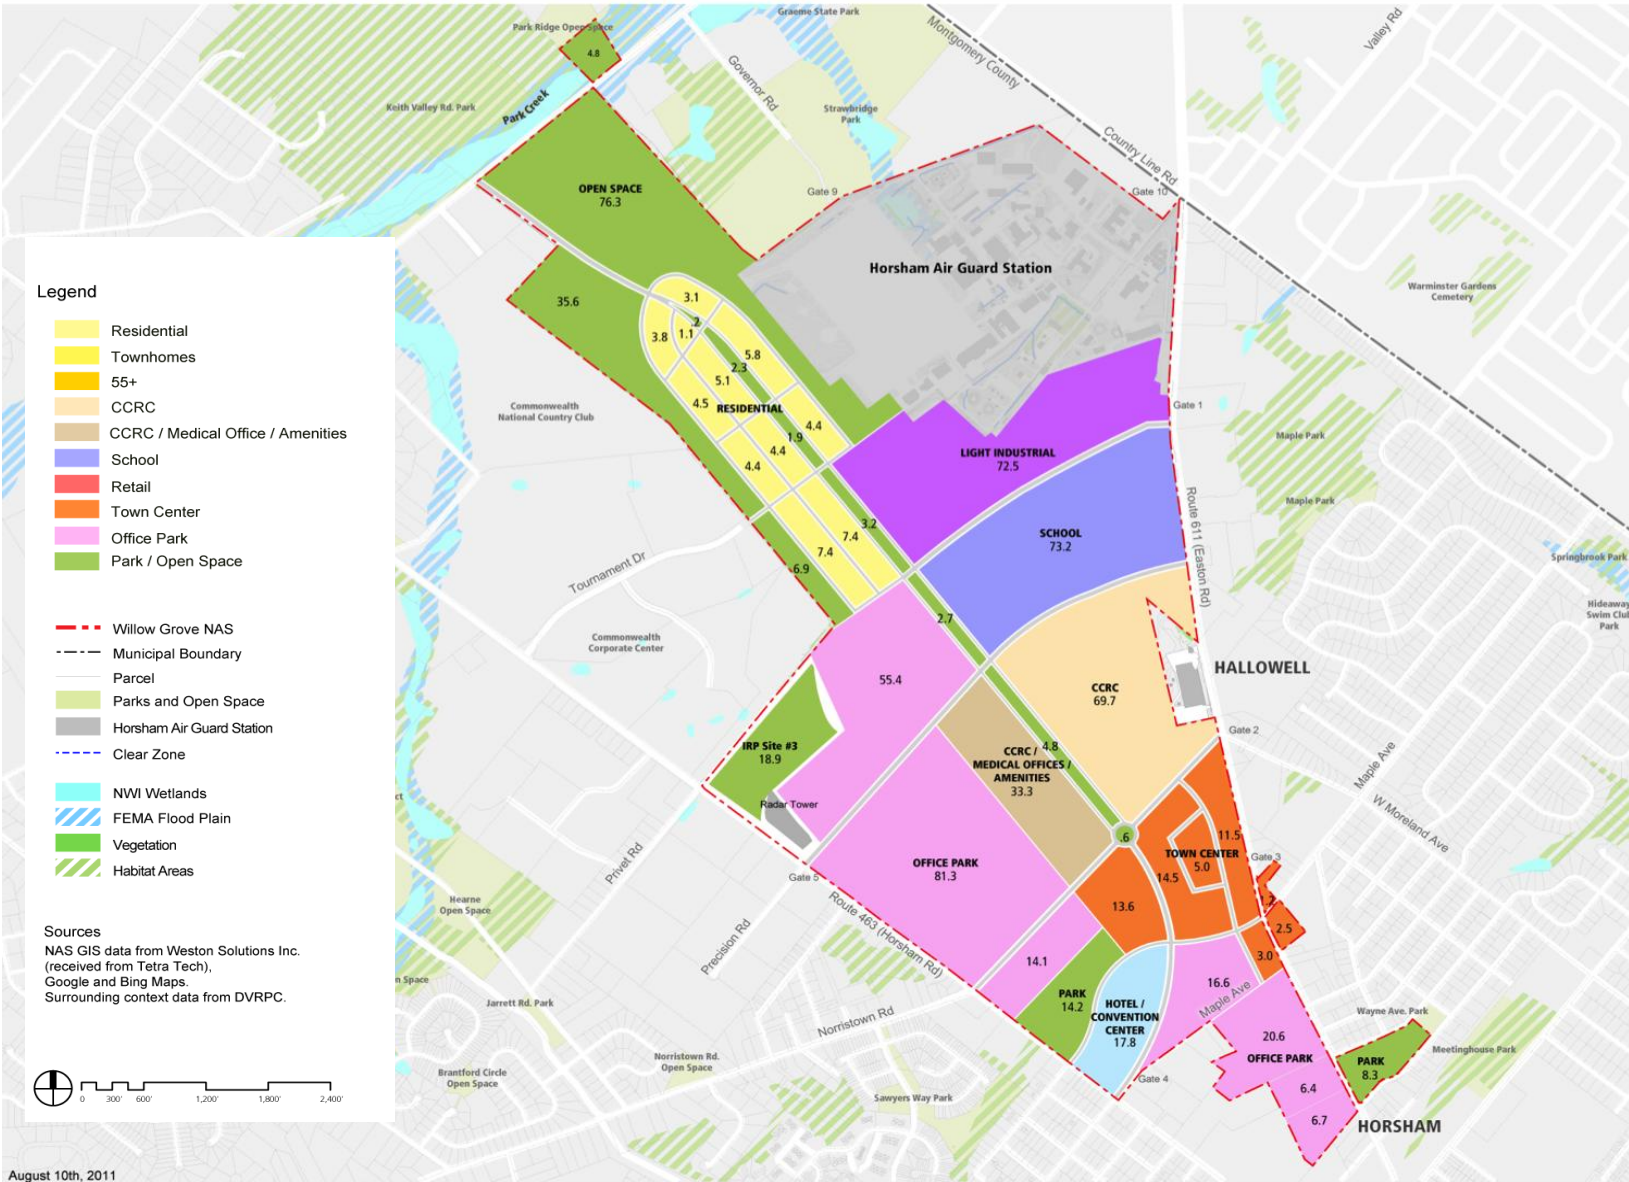 Park Ridge Open Space
4.8
Graeme State Park
Montgomery County
Valley Rd
Governor Rd
Keith Valley Rd. Park
Park Creek
Strawbridge
Park
Country Line Rd
Gate 9
Gate 10
OPEN SPACE
76.3
Horsham Air Guard Station
Warminster Gardens
Cemetery
35.6
3.1
.2
3.8
1.1
5.8
2.3
5.1
4.5
RESIDENTIAL
4.4
1.9
4.4
4.4
Commonwealth
National Country Club
Gate 1
Maple Park
LIGHT INDUSTRIAL
72.5
Maple Park
Route 611 (Easton Rd)
3.2
7.4
7.4
SCHOOL
73.2
6.9
Tournament Dr
Springbrook Park
2.7
Hideaway
Swim Club
Park
Commonwealth
Corporate Center
HALLOWELL
55.4
CCRC
69.7
Gate 2
IRP Site #3
18.9
4.8
CCRC /
MEDICAL OFFICES /
AMENITIES
33.3
Radar Tower
Maple Ave
W Moreland Ave
.6
11.5
TOWN CENTER
5.0
Gate 3
14.5
OFFICE PARK
81.3
Gate 5
Privet Rd
Route 463 (Horsham Rd)
13.6
2.5
3.0
Hearne
Open Space
Precision Rd
14.1
16.6
Maple Ave
PARK
14.2
HOTEL /
CONVENTION
CENTER
17.8
Jarrett Rd. Park
n Space
Norristown Rd
Wayne Ave. Park
20.6
OFFICE PARK
Meetinghouse Park
PARK
8.3
Norristown Rd.
Open Space
Brantford Circle
Open Space
Gate 4
6.4
Sawyers Way Park
6.7
HORSHAM
Legend
Residential
Townhomes
55+
CCRC
CCRC / Medical Office / Amenities
School
Retail
Town Center
Office Park
Park / Open Space
Willow Grove NAS
Municipal Boundary
Parcel
Parks and Open Space
Horsham Air Guard Station
Clear Zone
NWI Wetlands
FEMA Flood Plain
Vegetation
Habitat Areas
Sources
NAS GIS data from Weston Solutions Inc.
(received from Tetra Tech),
Google and Bing Maps.
Surrounding context data from DVRPC.
0 300' 600' 1,200' 1,800' 2,400'
August 10th, 2011